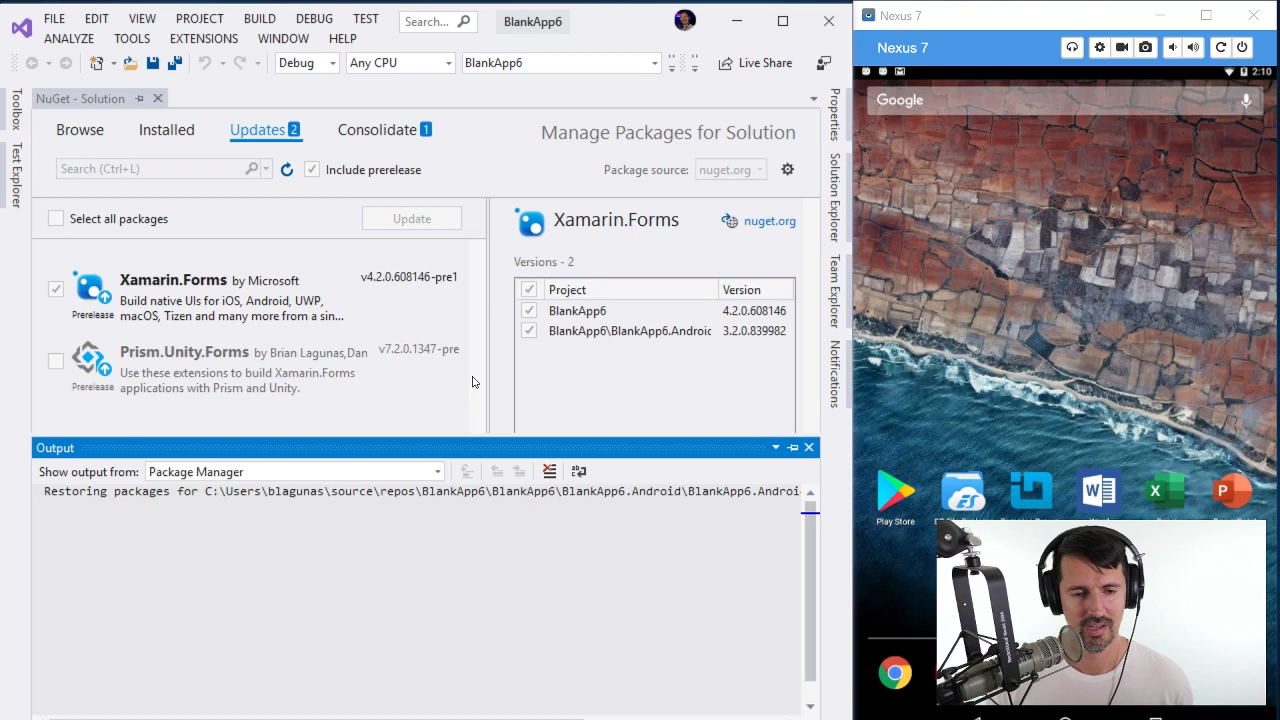 FILE EDIT VIEW PROJECT BUILD DEBUG TEST
ANALYZE TOOLS EXTENSIONS WINDOW HELP
Search...
BlankApp6
Debug
Any CPU
BlankApp6
Live Share
Toolbox
Test Explorer
NuGet - Solution
Browse
Installed
Updates 2
Consolidate 1
Manage Packages for Solution
Search (Ctrl+L)
Include prerelease
Package source: nuget.org
Select all packages
Update
Xamarin.Forms by Microsoft v4.2.0.608146-pre1
Build native UIs for iOS, Android, UWP,
macOS, Tizen and many more from a sin...
Prerelease
Prism.Unity.Forms by Brian Lagunas,Dan v7.2.0.1347-pre
Use these extensions to build Xamarin.Forms
applications with Prism and Unity.
Prerelease
Xamarin.Forms
nuget.org
Versions - 2
Project Version
BlankApp6 4.2.0.608146
BlankApp6\BlankApp6.Androic 3.2.0.839982
Output
Show output from: Package Manager
Restoring packages for C:\Users\blagunas\source\repos\BlankApp6\BlankApp6\BlankApp6.Android\BlankApp6.Androi
Properties
Solution Explorer
Team Explorer
Notifications
Nexus 7
Nexus 7
2:10
Google
Play Store